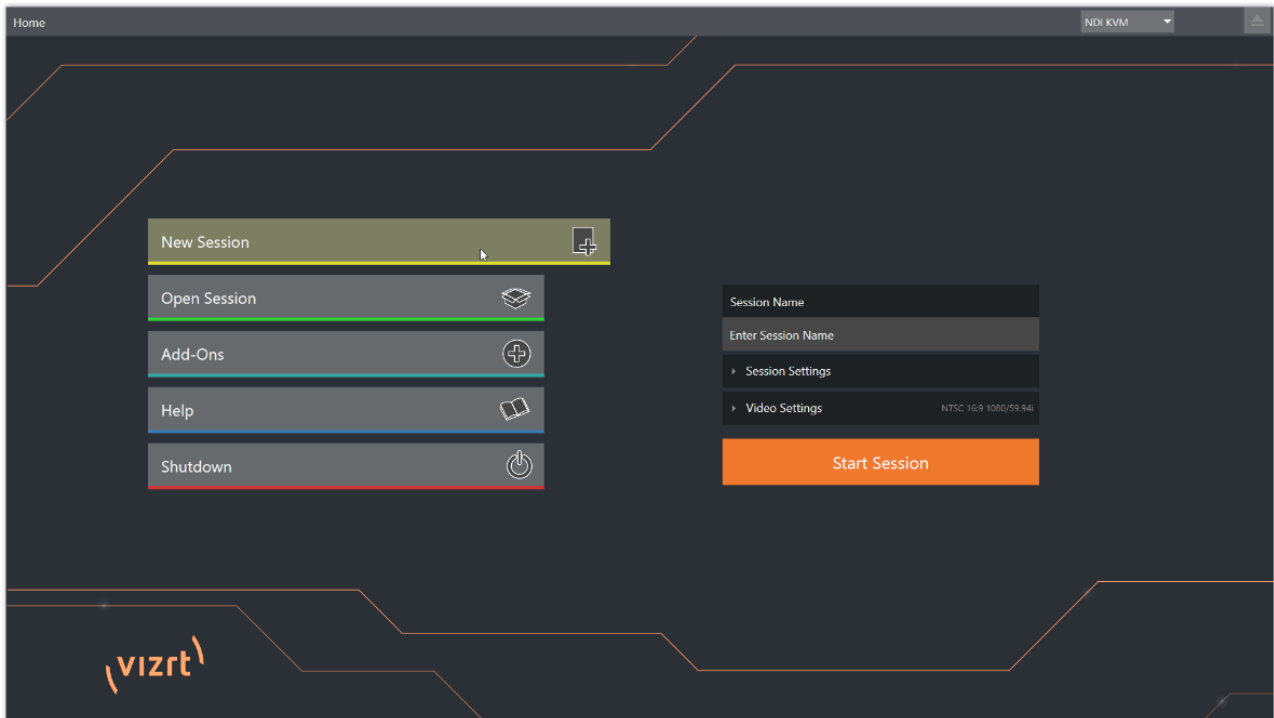 Home
NDI KVM
New Session
Open Session
Add-Ons
Help
Shutdown
Session Name
Enter Session Name
Session Settings
Video Settings NTSC 16:9 1080/59.94i
Start Session
vizrt